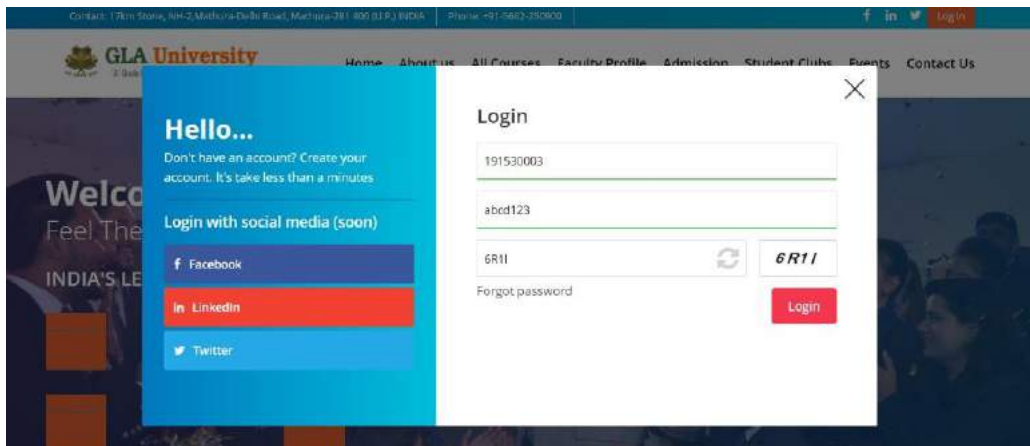 Contact: 17km Stone, NH-2, Mathura-Delhi Road, Mathura-281 406 (U.P.) INDIA
Phone: +91-5662-250900
Login
GLA University
Home About us All Courses Faculty Profile Admission Student Clubs Events Contact Us
Welco
Feel The
INDIA'S LE
Hello...
Don't have an account? Create your
account. It's take less than a minutes
Login with social media (soon)
Facebook
LinkedIn
Twitter
Login
191530003
abcd123
6R1l
6R1I
Forgot password
Login